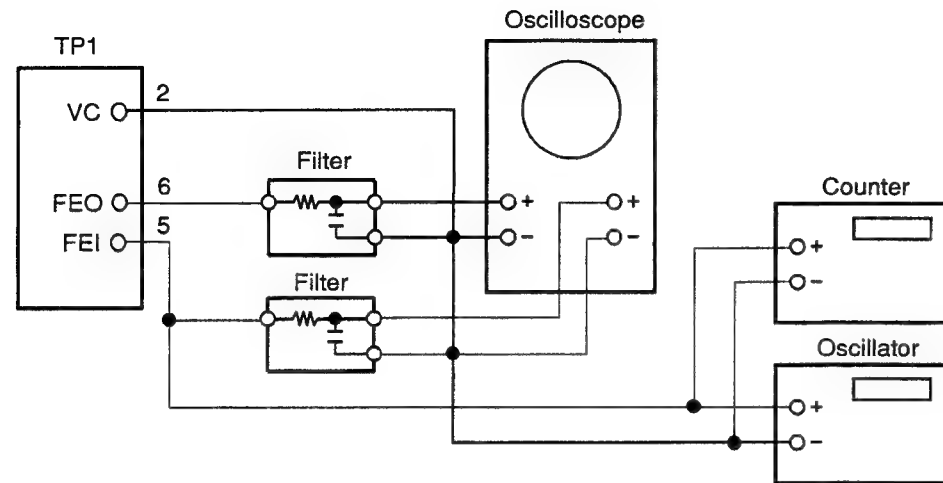 Oscilloscope
TP1
VC 2
Filter
FEO 6
+ +
FEI 5
- -
Counter
+
-
Filter
Oscillator
+
-